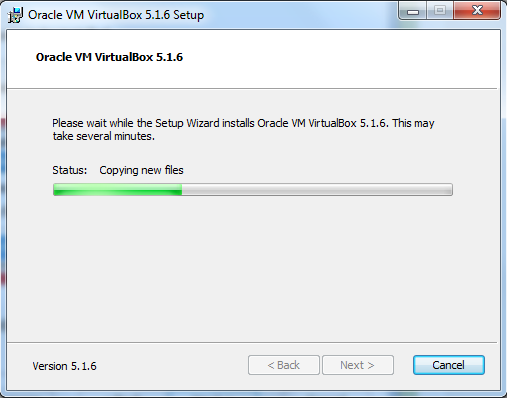 Oracle VM VirtualBox 5.1.6 Setup
Oracle VM VirtualBox 5.1.6
Please wait while the Setup Wizard installs Oracle VM VirtualBox 5.1.6. This may
take several minutes.
Status: Copying new files
Version 5.1.6
< Back
Next >
Cancel